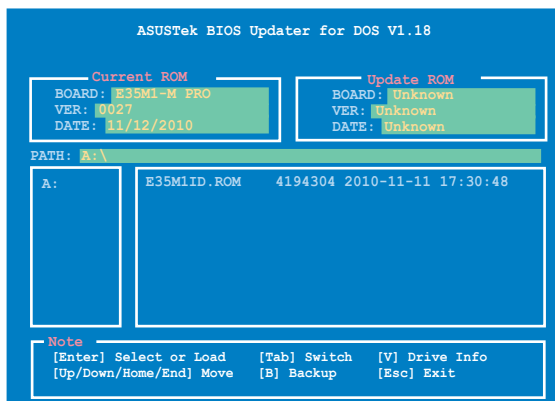 ASUSTek BIOS Updater for DOS V1.18
Current ROM
BOARD: E35M1-M PRO
VER: 0027
DATE: 11/12/2010
Update ROM
BOARD: Unknown
VER: Unknown
DATE: Unknown
PATH: A:\
A:
E35M1ID.ROM 4194304 2010-11-11 17:30:48
Note
[Enter] Select or Load [Tab] Switch [V] Drive Info
[Up/Down/Home/End] Move [B] Backup [Esc] Exit